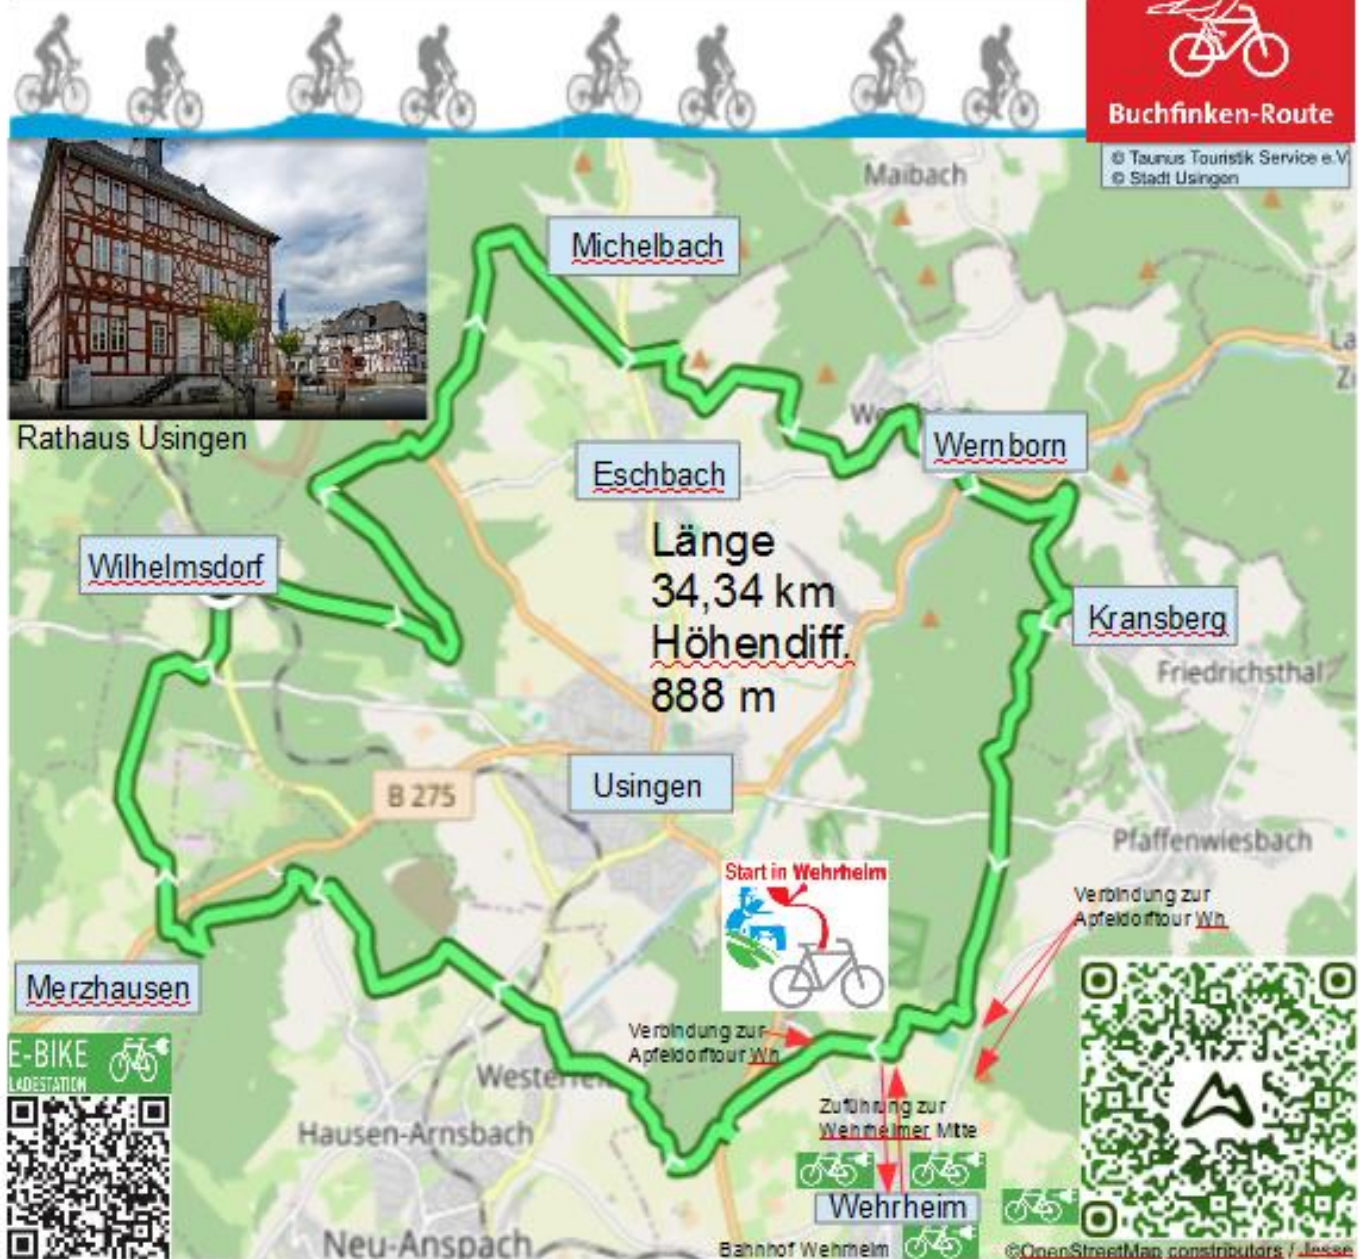 Buchfinken-Route
© Taunus Touristik Service e.V
© Stadt Usingen
Maibach
Michelbach
Rathaus Usingen
Wernborn
Eschbach
Länge
34,34 km
Höhendiff.
888 m
Wilhelmsdorf
Kransberg
Friedrichsthal
Usingen
B 275
Pfaffenwiesbach
Start in Wehrheim
Verbindung zur
Apfeldorftour Wh.
Merzhausen
Verbindung zur
Apfeldorftour Wh.
E-BIKE
LADESTATION
Zuführung zur
Wehrheimer Mitte
Hausen-Arnsbach
Wehrheim
Neu-Anspach
Bahnhof Wehrheim
©OpenStreetMap constributors /